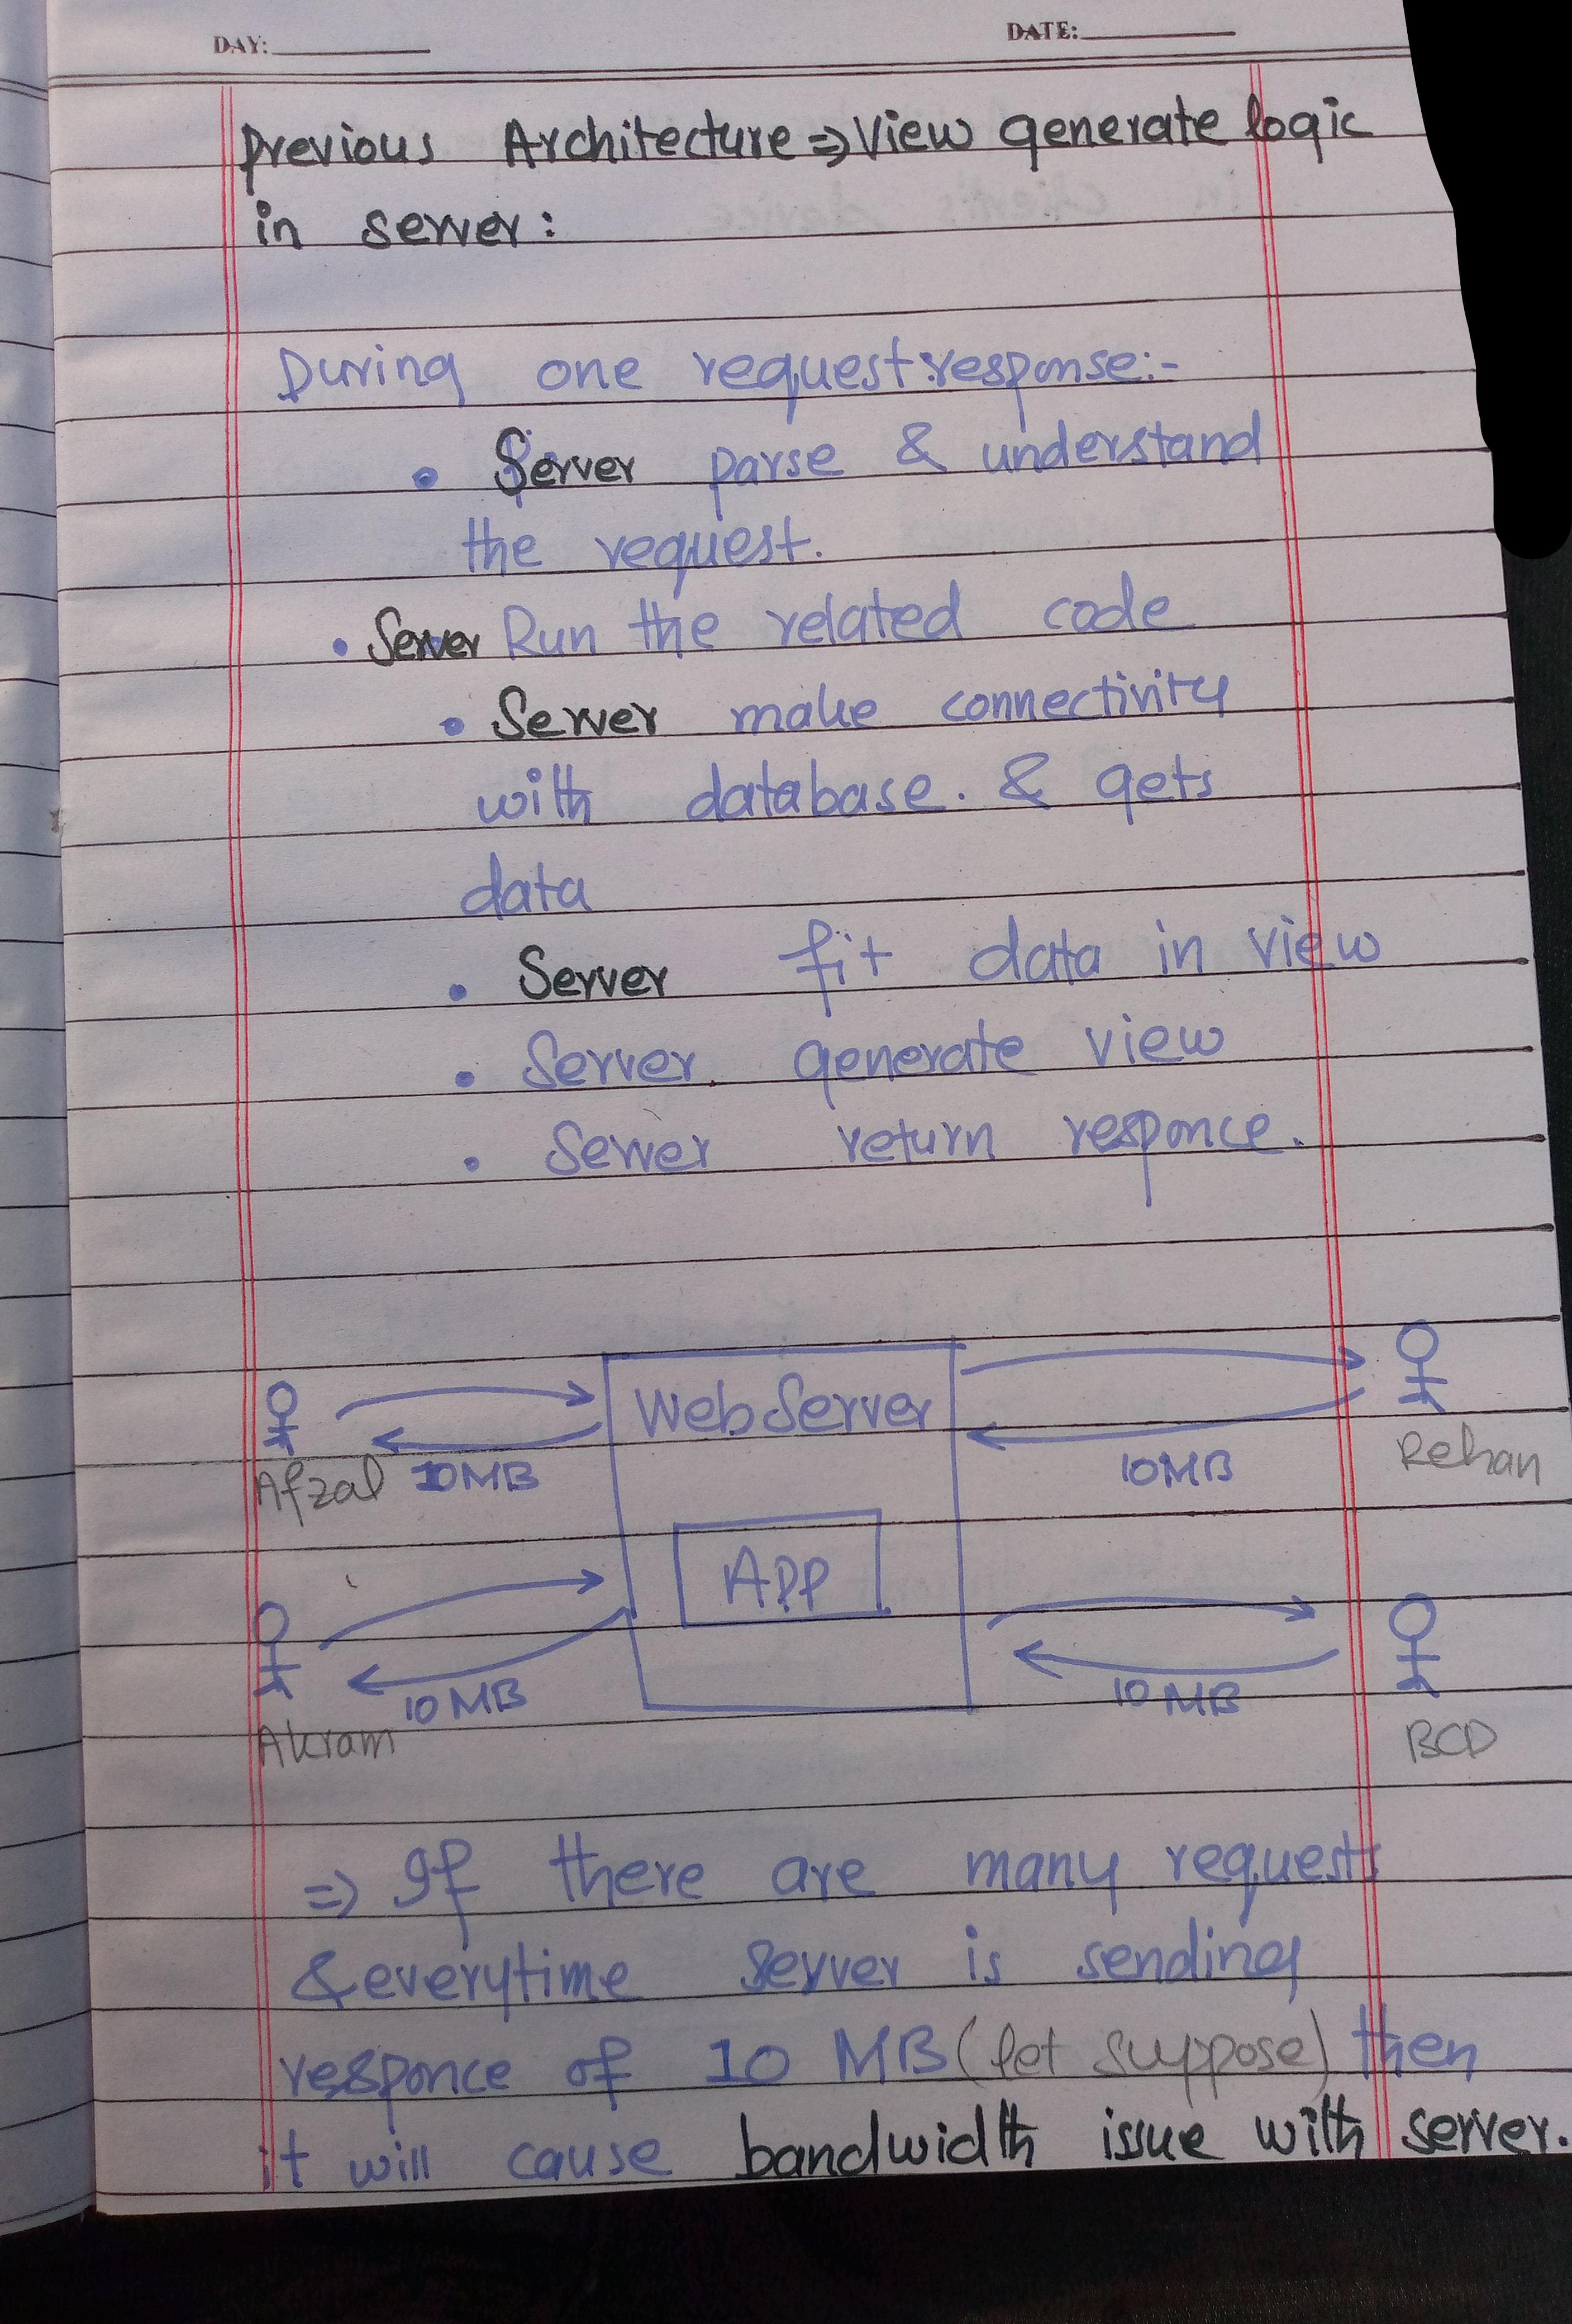 DAY:
DATE:
Previous Architecture ⇒ View generate logic
in server :
During one request:response:-
• Server parse & understand
the request.
• Server Run the related code
• Server make connectivity
with database. & gets
data
• Server fit data in view
• Server generate view
• Server return responce.
Web Server
Afzal 10MB
10MB Rehan
App
10 MB
10 MB
Akram
BCD
⇒ If there are many requests
& everytime server is sending
responce of 10 MB (let suppose) then
it will cause bandwidth issue with server.